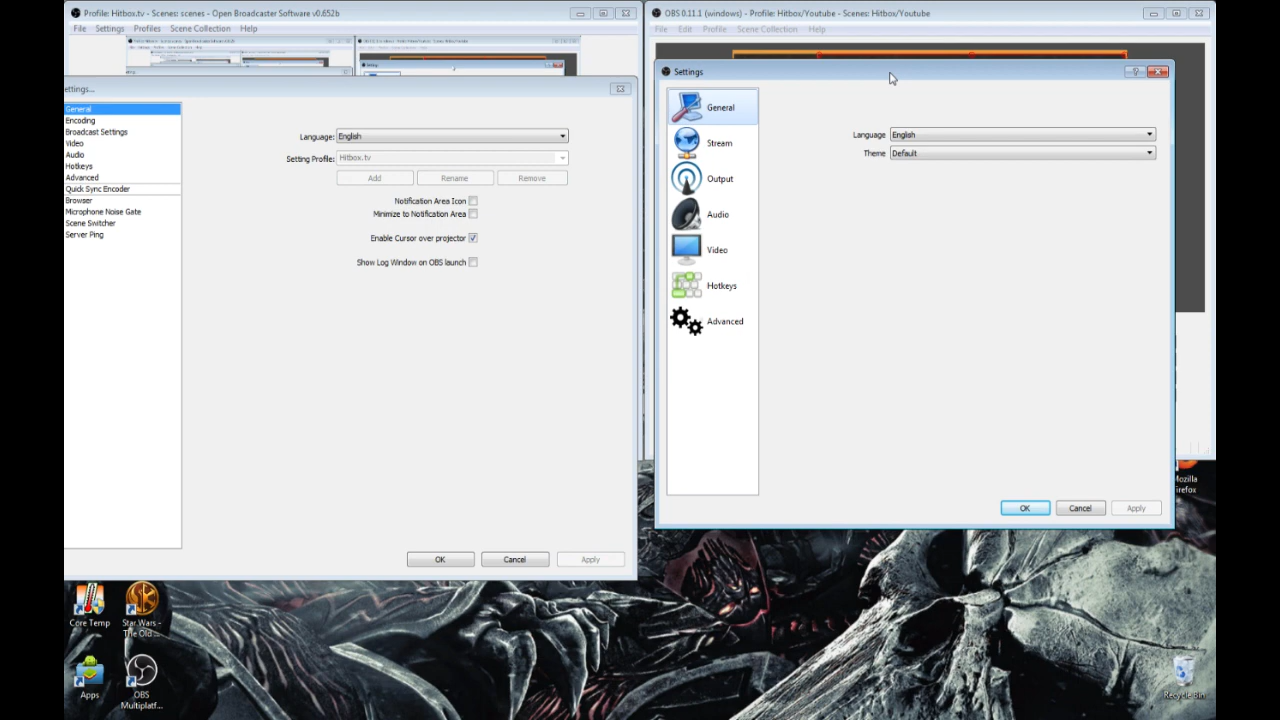 Profile: Hitbox.tv - Scenes: scenes - Open Broadcaster Software v0.652b
File Settings Profiles Scene Collection Help
ettings...
General
Encoding
Broadcast Settings
Video
Audio
Hotkeys
Advanced
Quick Sync Encoder
Browser
Microphone Noise Gate
Scene Switcher
Server Ping
Language: English
Setting Profile: Hitbox.tv
Add Rename Remove
Notification Area Icon
Minimize to Notification Area
Enable Cursor over projector
Show Log Window on OBS launch
OK Cancel Apply
OBS 0.11.1 (windows) - Profile: Hitbox/Youtube - Scenes: Hitbox/Youtube
File Edit Profile Scene Collection Help
Settings
General
Stream
Output
Audio
Video
Hotkeys
Advanced
Language English
Theme Default
OK Cancel Apply
Mozilla
Firefox
Core Temp
Star Wars -
The Old ...
Apps
OBS
Multiplatf...
Recycle Bin